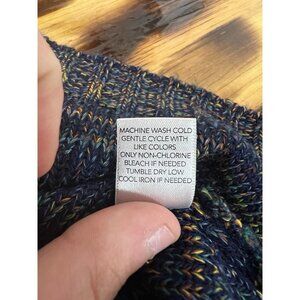 MACHINE WASH COLD
GENTLE CYCLE WITH
LIKE COLORS
ONLY NON-CHLORINE
BLEACH IF NEEDED
TUMBLE DRY LOW
COOL IRON IF NEEDED